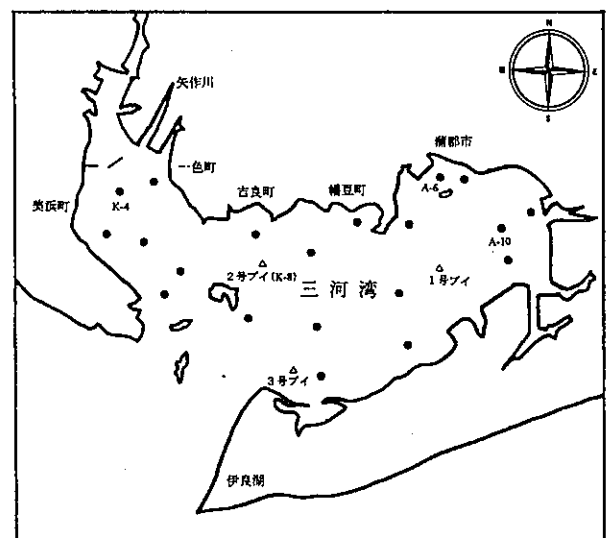 N
E
S
矢作川
一色町
蒲郡市
吉良町
幡豆町
A-6
美浜町
K-4
A-10
2号ブイ(K-8)
1号ブイ
三河湾
3号ブイ
伊良湖